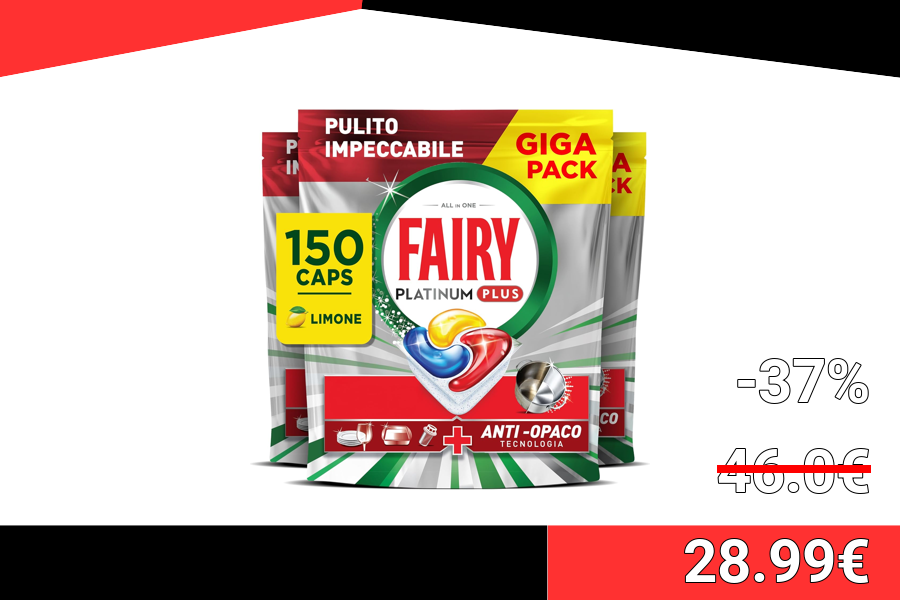 PULITO
IMPECCABILE
GIGA
PACK
ALL IN ONE
FAIRY
PLATINUM PLUS
150
CAPS
LIMONE
ANTI-OPACO
TECNOLOGIA
-37%
46.0€
28.99€